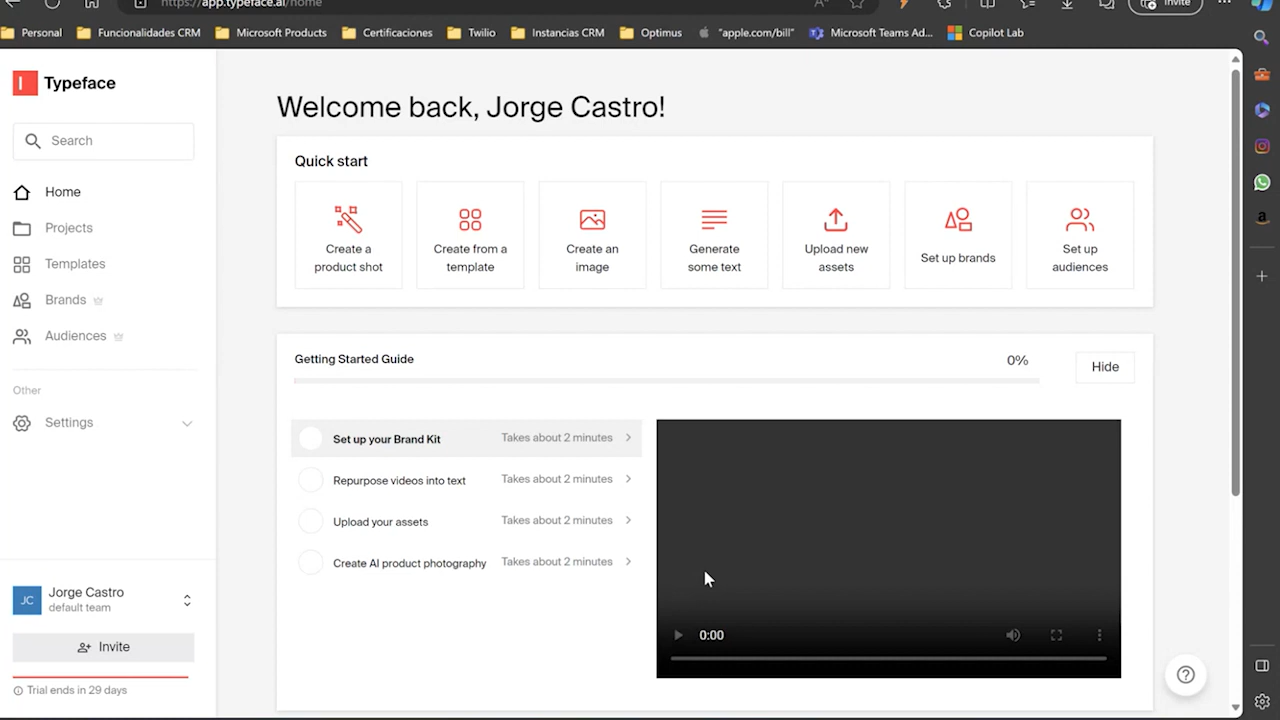 https://app.typeface.ai/home
Invite
Personal
Funcionalidades CRM
Microsoft Products
Certificaciones
Twilio
Instancias CRM
Optimus
"apple.com/bill"
Microsoft Teams Ad...
Copilot Lab
Typeface
Search
Home
Projects
Templates
Brands
Audiences
Other
Settings
JC
Jorge Castro
default team
Invite
Trial ends in 29 days
Welcome back, Jorge Castro!
Quick start
Create a
product shot
Create from a
template
Create an
image
Generate
some text
Upload new
assets
Set up brands
Set up
audiences
Getting Started Guide
0%
Hide
Set up your Brand Kit
Takes about 2 minutes
Repurpose videos into text
Takes about 2 minutes
Upload your assets
Takes about 2 minutes
Create AI product photography
Takes about 2 minutes
0:00